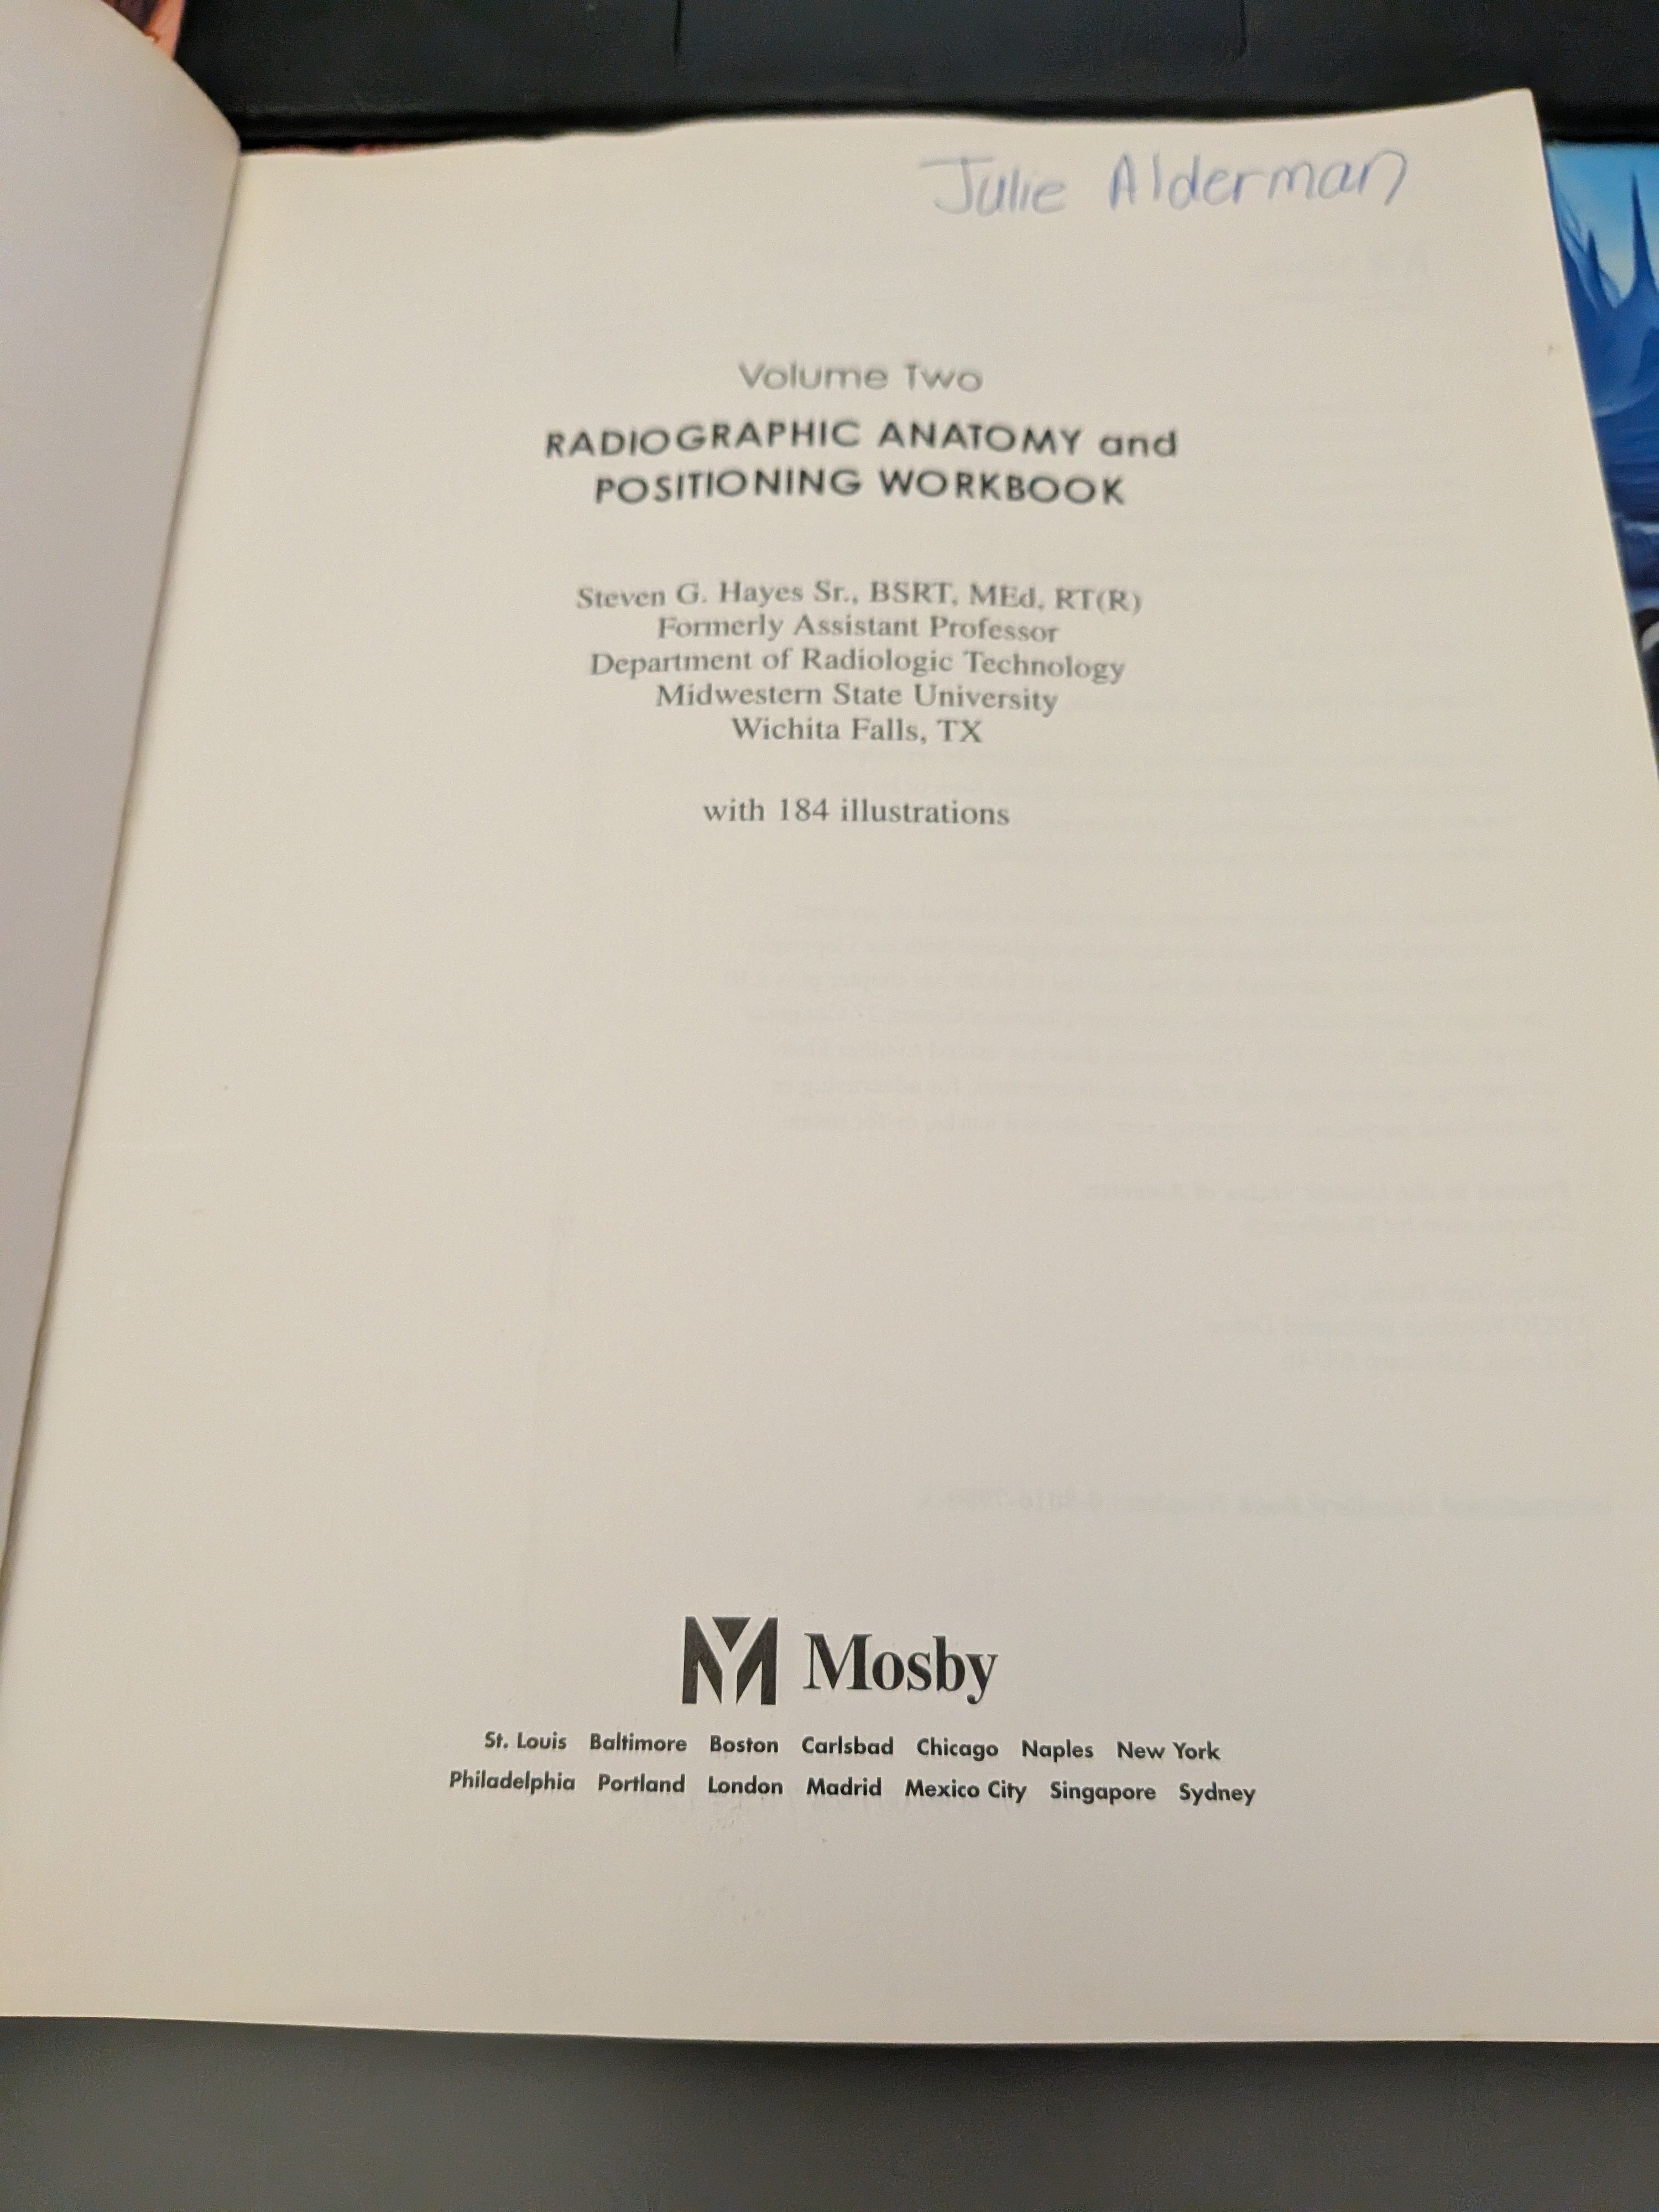 Julie Alderman
Volume Two
RADIOGRAPHIC ANATOMY and
POSITIONING WORKBOOK
Steven G. Hayes Sr., BSRT, MEd, RT(R)
Formerly Assistant Professor
Department of Radiologic Technology
Midwestern State University
Wichita Falls, TX
with 184 illustrations
Mosby
St. Louis Baltimore Boston Carlsbad Chicago Naples New York
Philadelphia Portland London Madrid Mexico City Singapore Sydney